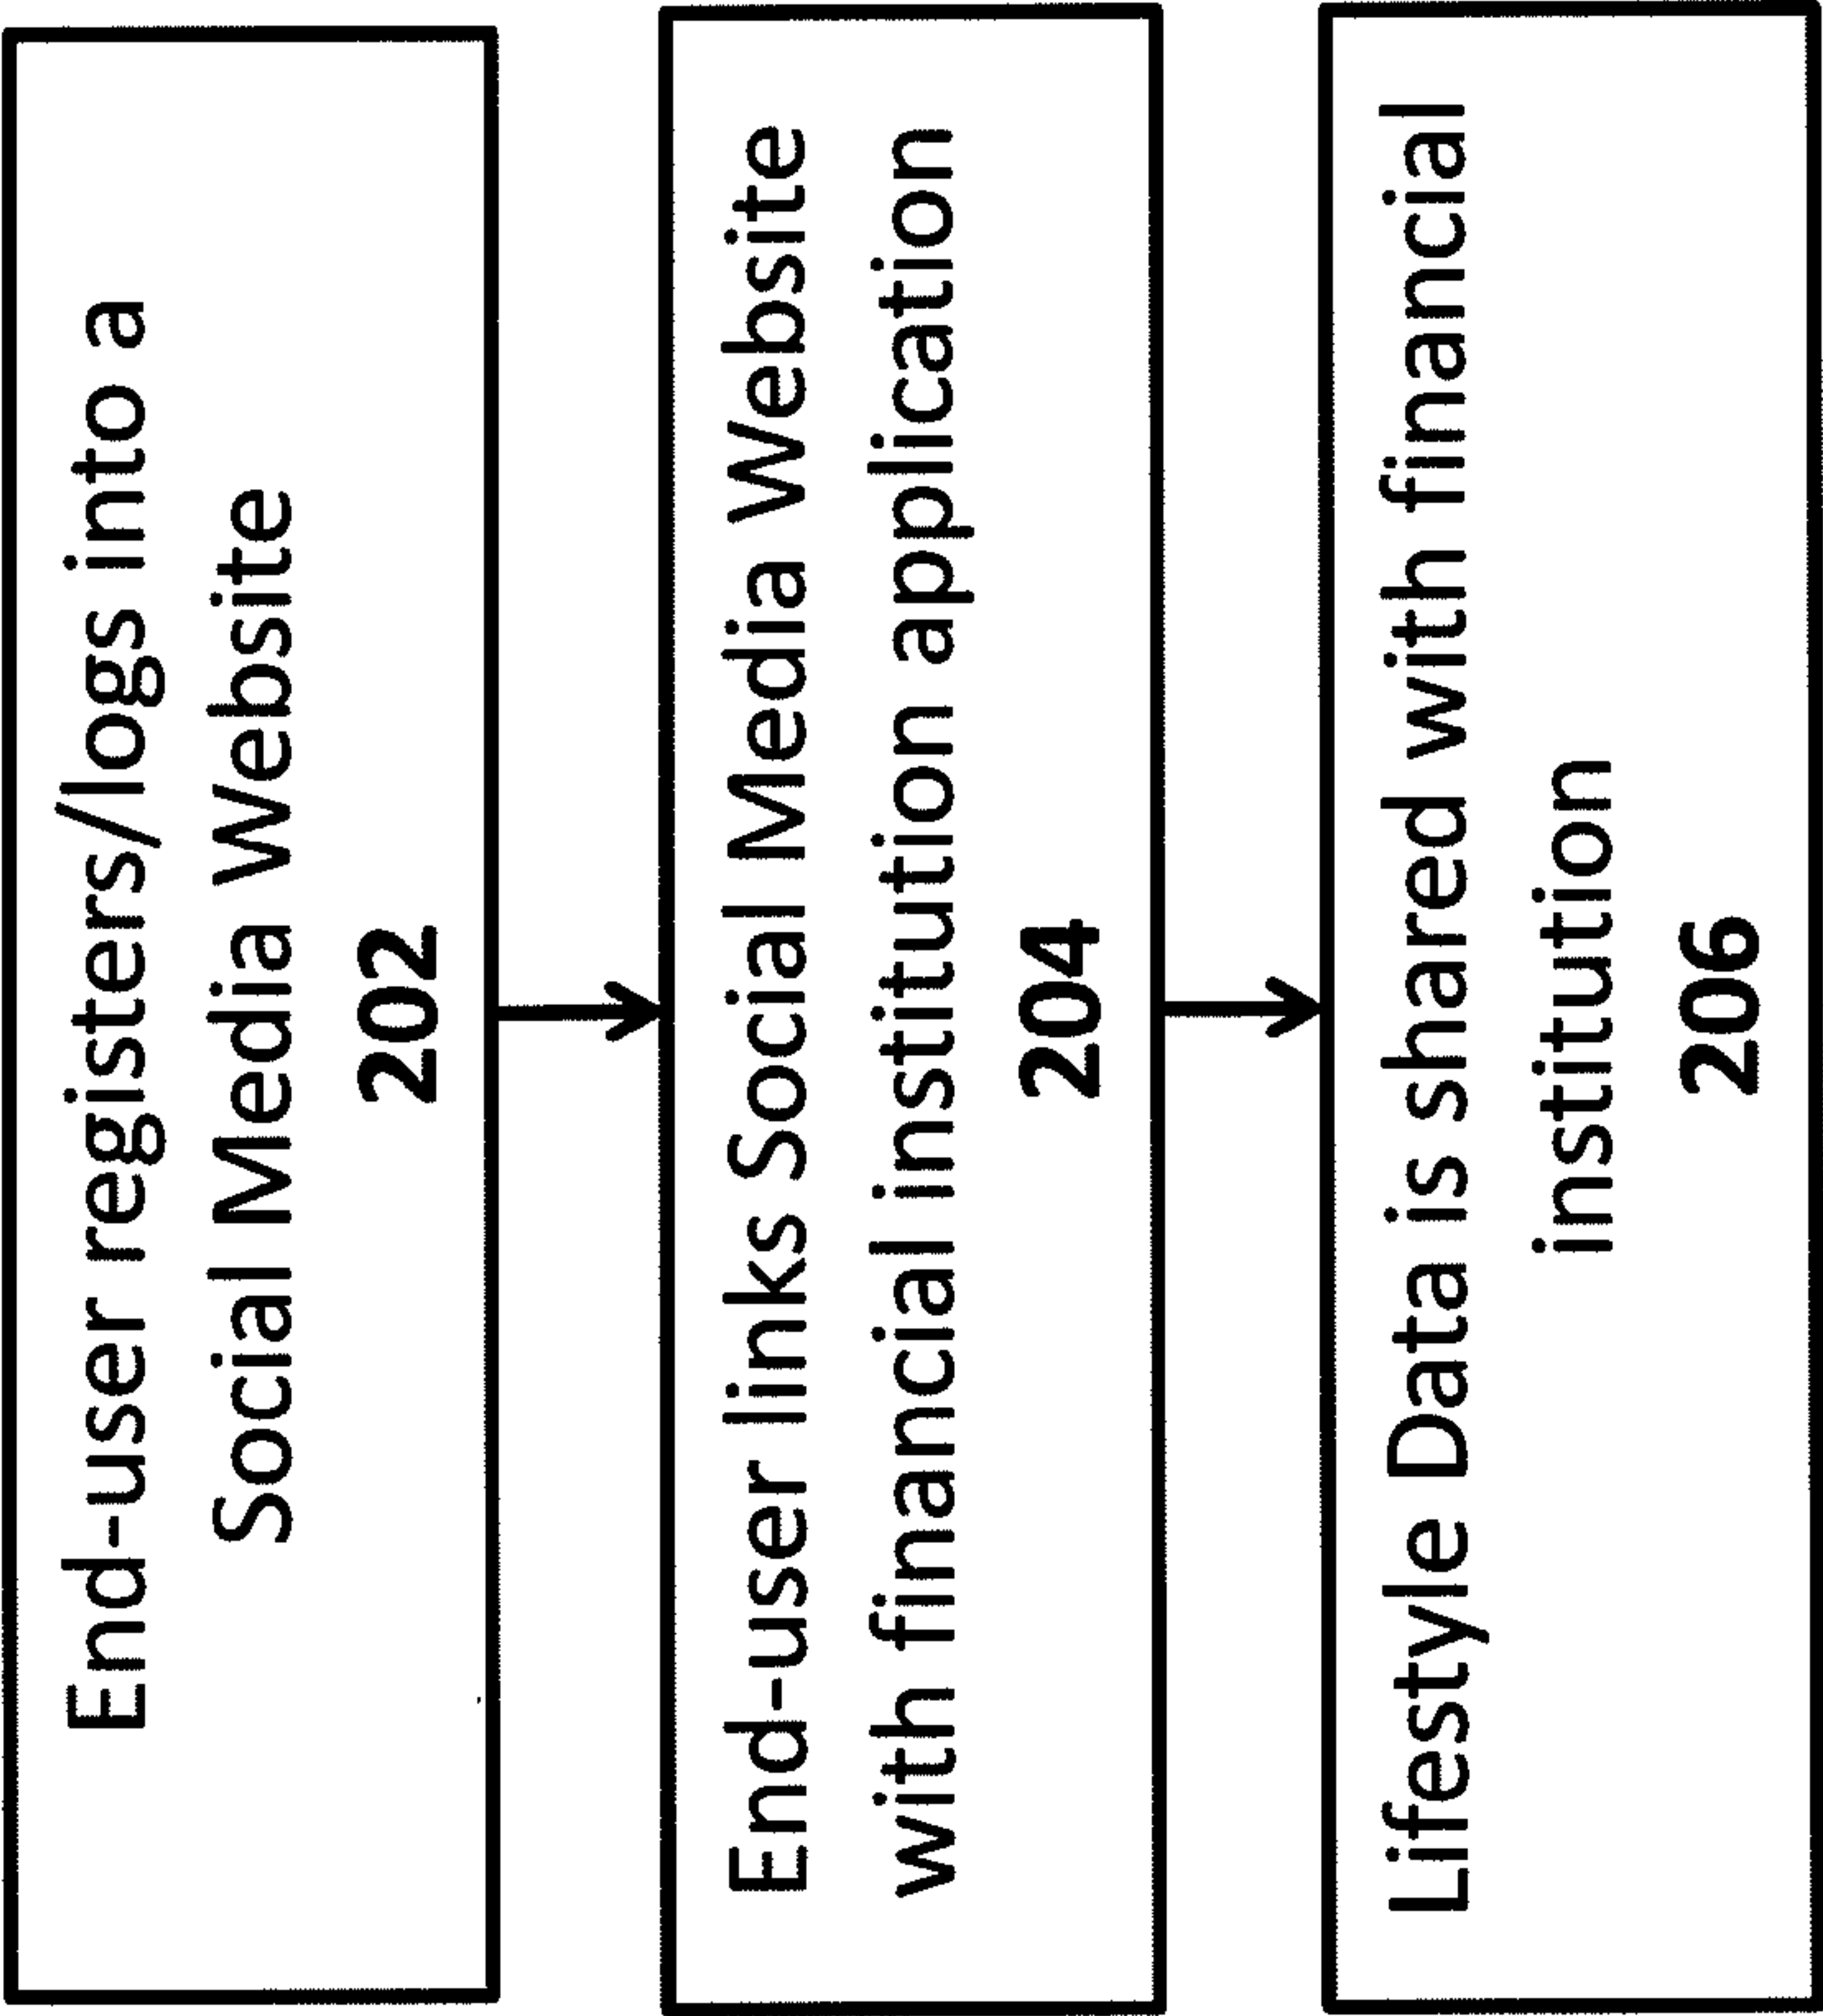 End-user registers/logs into a
Social Media Website
202
End-user links Social Media Website
with financial institution application
204
Lifestyle Data is shared with financial
institution
206